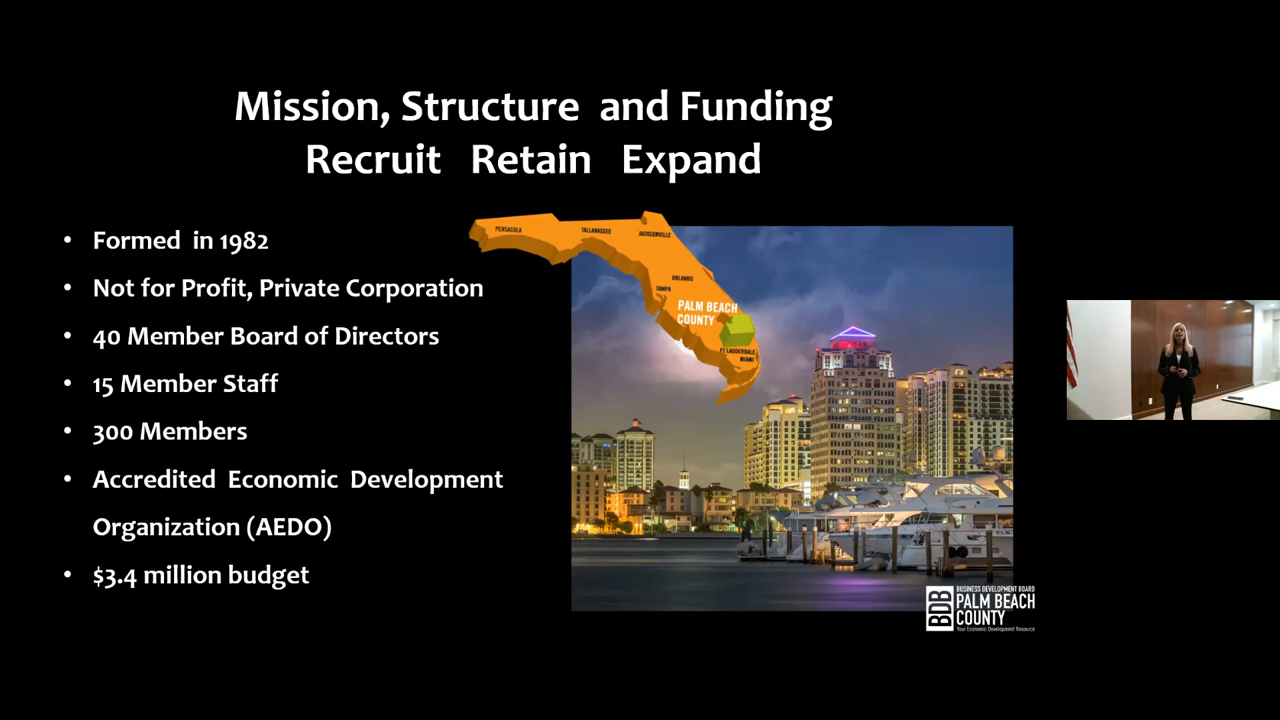 Mission, Structure and Funding
Recruit Retain Expand
• Formed in 1982
• Not for Profit, Private Corporation
• 40 Member Board of Directors
• 15 Member Staff
• 300 Members
• Accredited Economic Development
Organization (AEDO)
• $3.4 million budget
PENSACOLA
TALLAHASSEE
JACKSONVILLE
ORLANDO
TAMPA
PALM BEACH
COUNTY
FT LAUDERDALE
MIAMI
BDB
BUSINESS DEVELOPMENT BOARD
PALM BEACH
COUNTY
Your Economic Development Resource